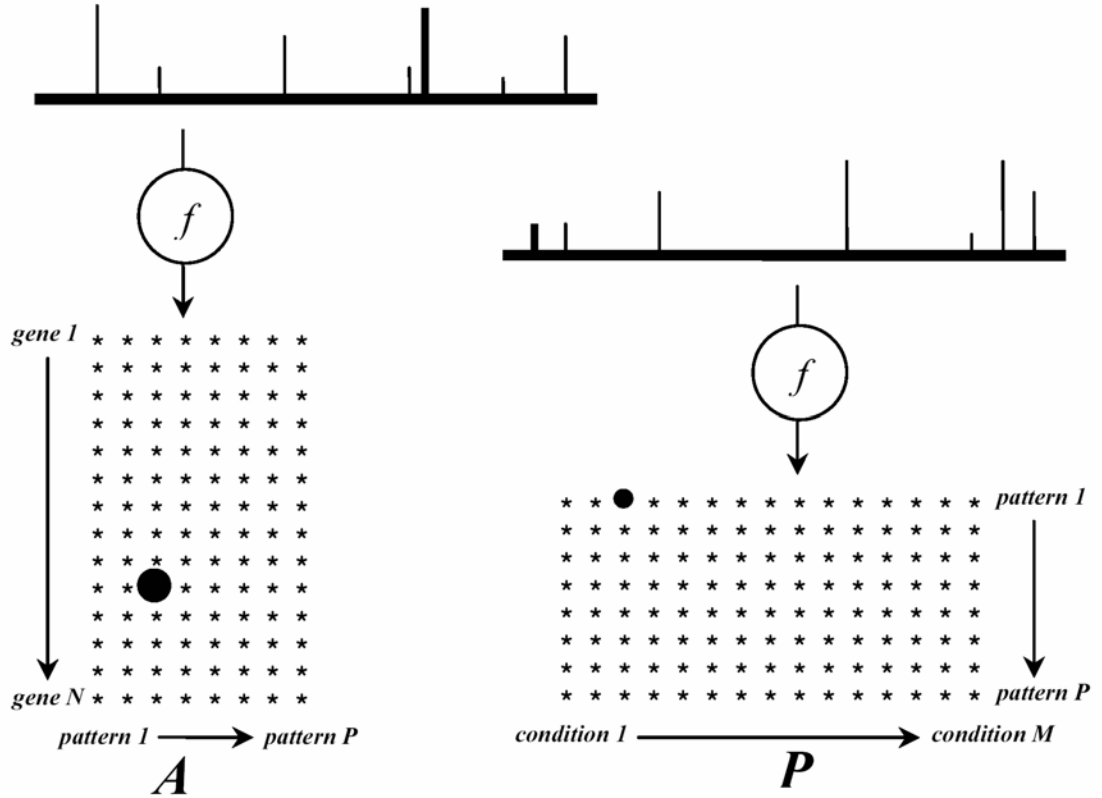 f
f
gene 1
* * * * * * * *
* * * * * * * *
* * * * * * * *
* * * * * * * *
* * * * * * * *
* * * * * * * *
* * * * * * * *
* * * * * * * *
* * * * * * * *
* * * * * * *
* * * * * * * *
* * * * * * * *
* * * * * * * *
gene N * * * * * * * *
pattern 1 pattern P
A
* * * * * * * * * * * * * * pattern 1
* * * * * * * * * * * * * * *
* * * * * * * * * * * * * * *
* * * * * * * * * * * * * * *
* * * * * * * * * * * * * * *
* * * * * * * * * * * * * * *
* * * * * * * * * * * * * * *
* * * * * * * * * * * * * * * pattern P
condition 1 condition M
P